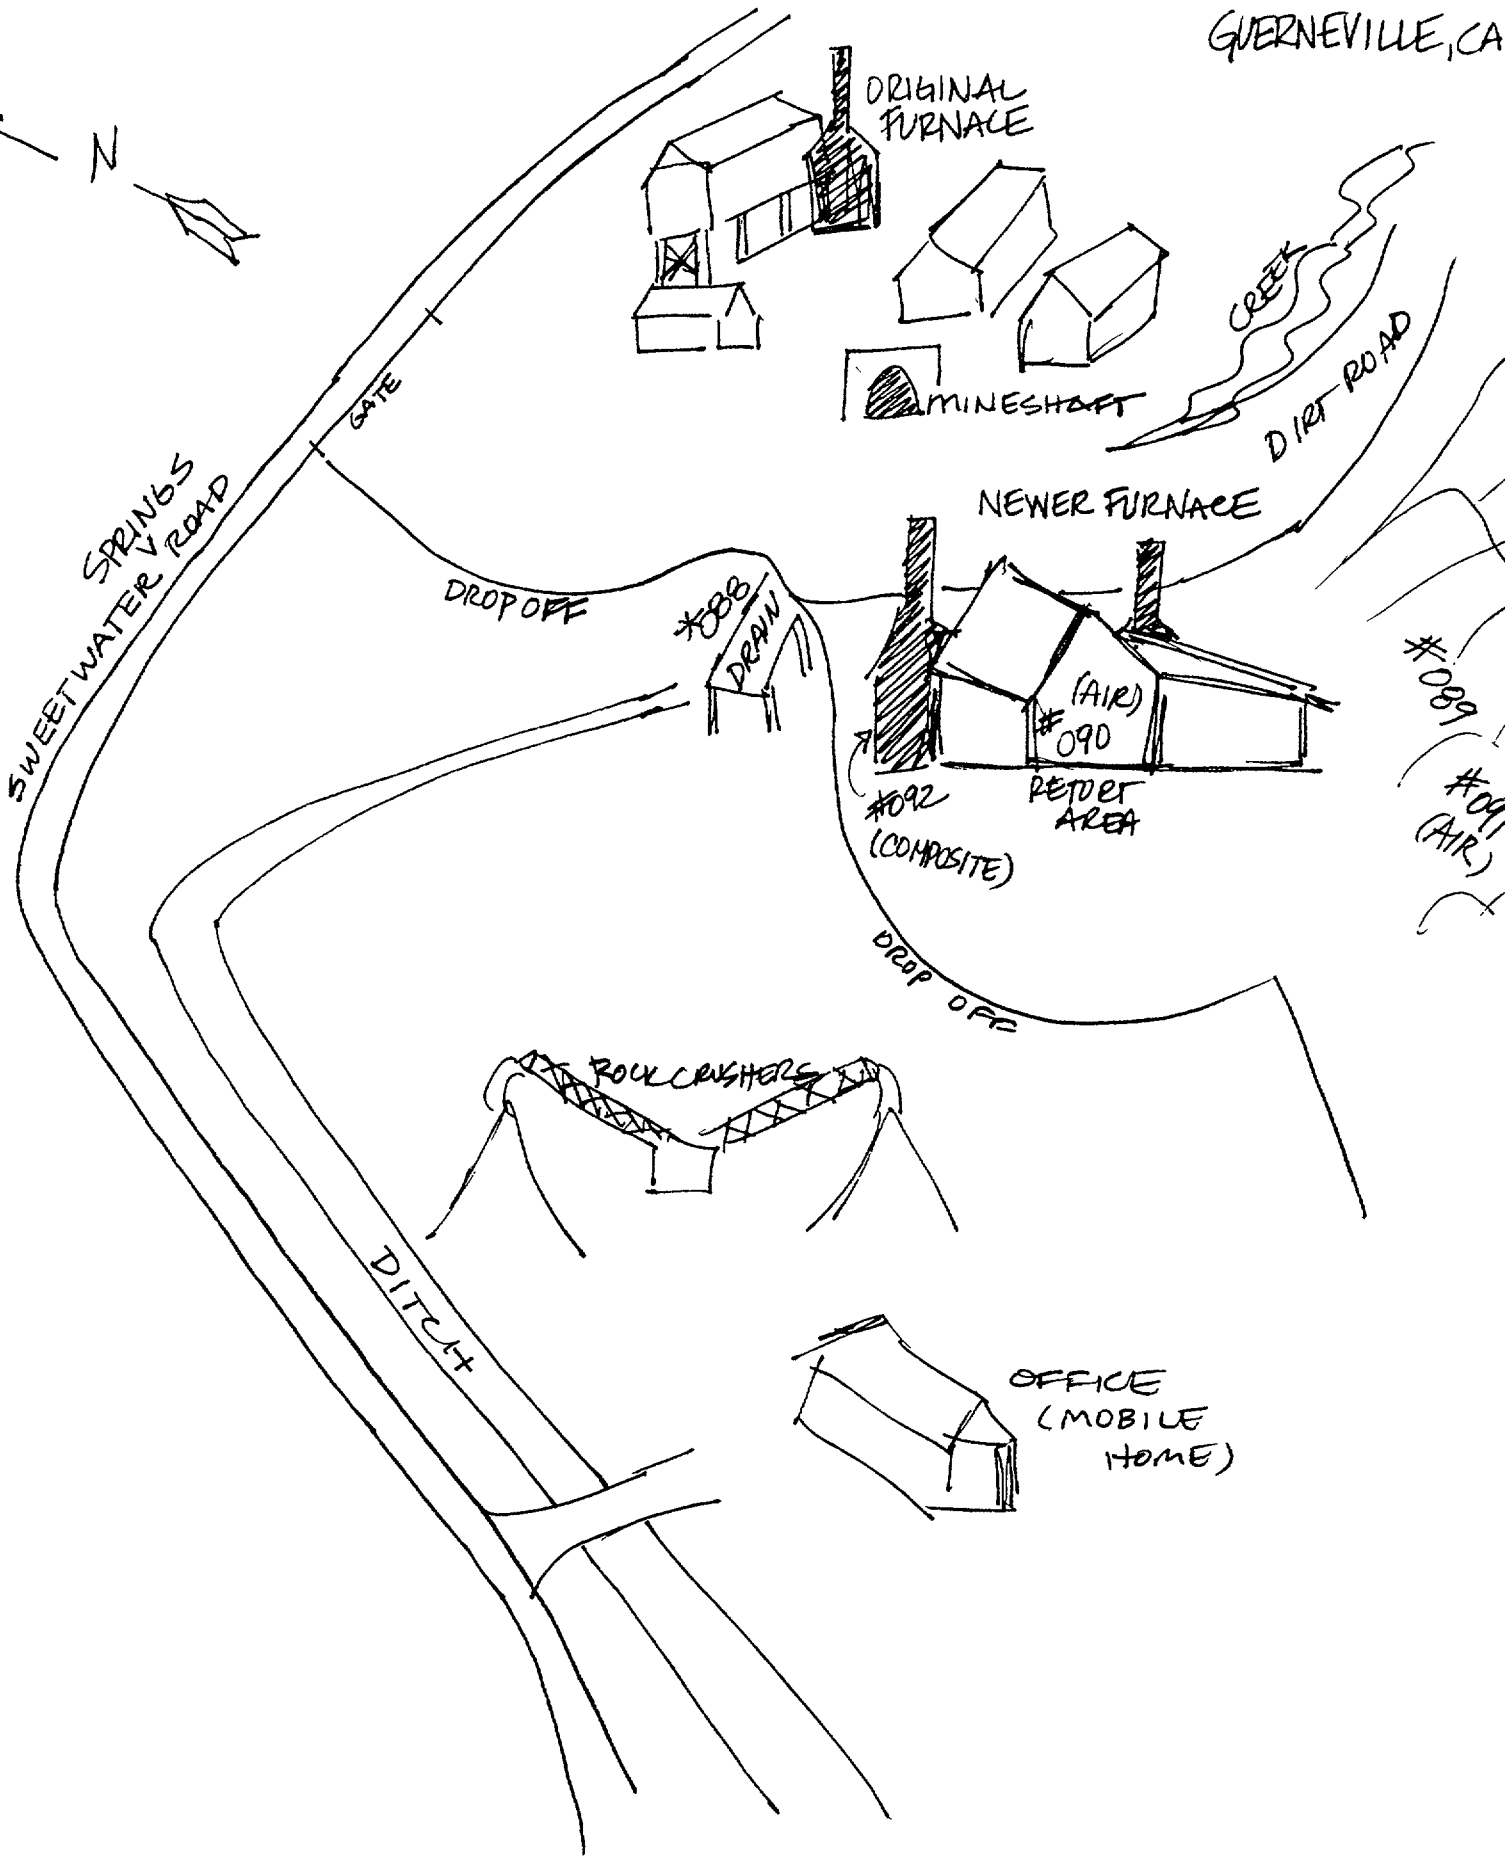 GUERNEVILLE, CA
N
ORIGINAL
FURNACE
CREEK
DIRT ROAD
GATE
MINESHAFT
SPRINGS
SWEETWATER ROAD
NEWER FURNACE
DROP OFF
*088
DRAIN
(AIR)
#
090
RETORT
AREA
#092
(COMPOSITE)
#089
#09
(AIR)
DROP OFF
ROCK CRUSHERS
DITCH
OFFICE
(MOBILE
HOME)